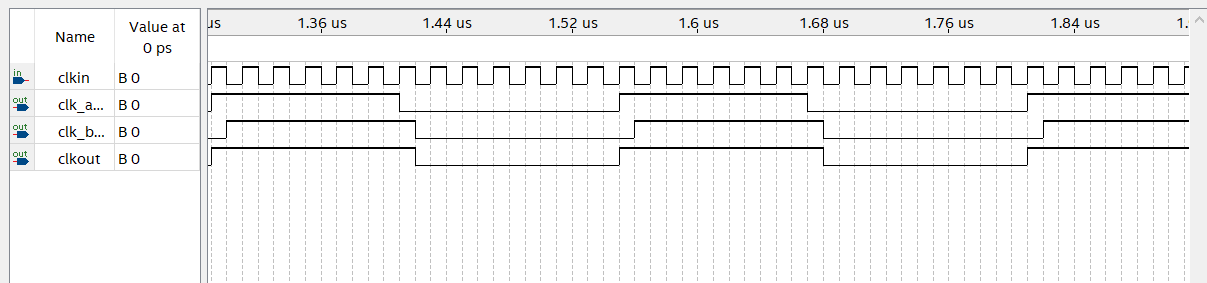 Name
Value at
0 ps
us
1.36 us
1.44 us
1.52 us
1.6 us
1.68 us
1.76 us
1.84 us
1.
in
clkin
B 0
out
clk_a...
B 0
out
clk_b...
B 0
out
clkout
B 0